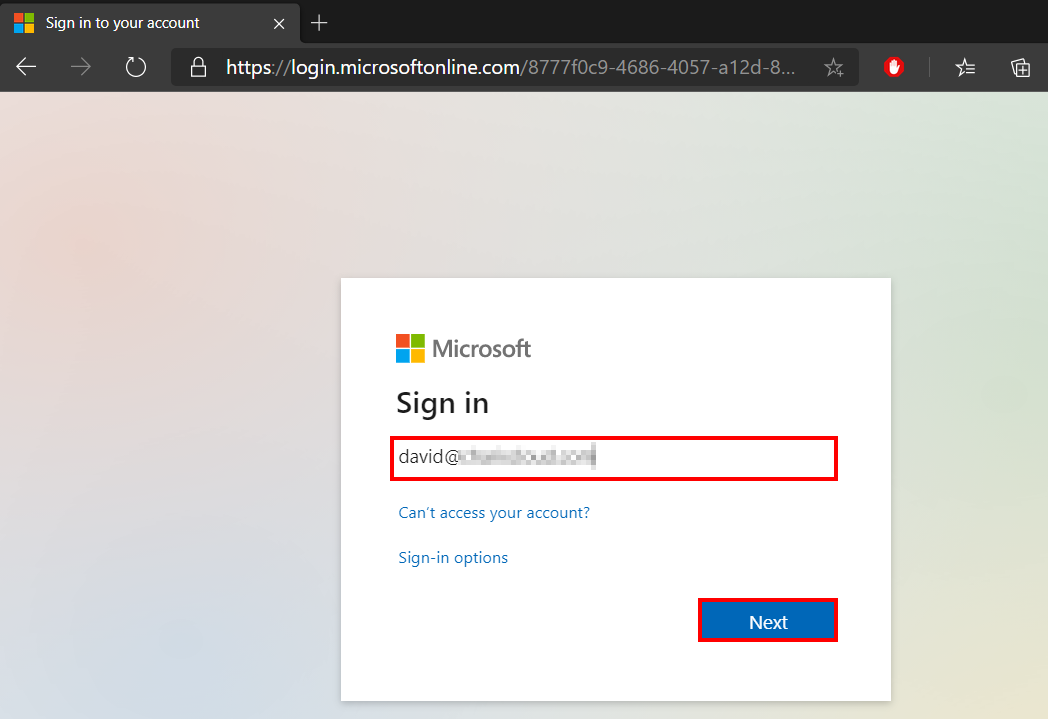 Sign in to your account
https://login.microsoftonline.com/8777f0c9-4686-4057-a12d-8...
Microsoft
Sign in
david@
Can't access your account?
Sign-in options
Next